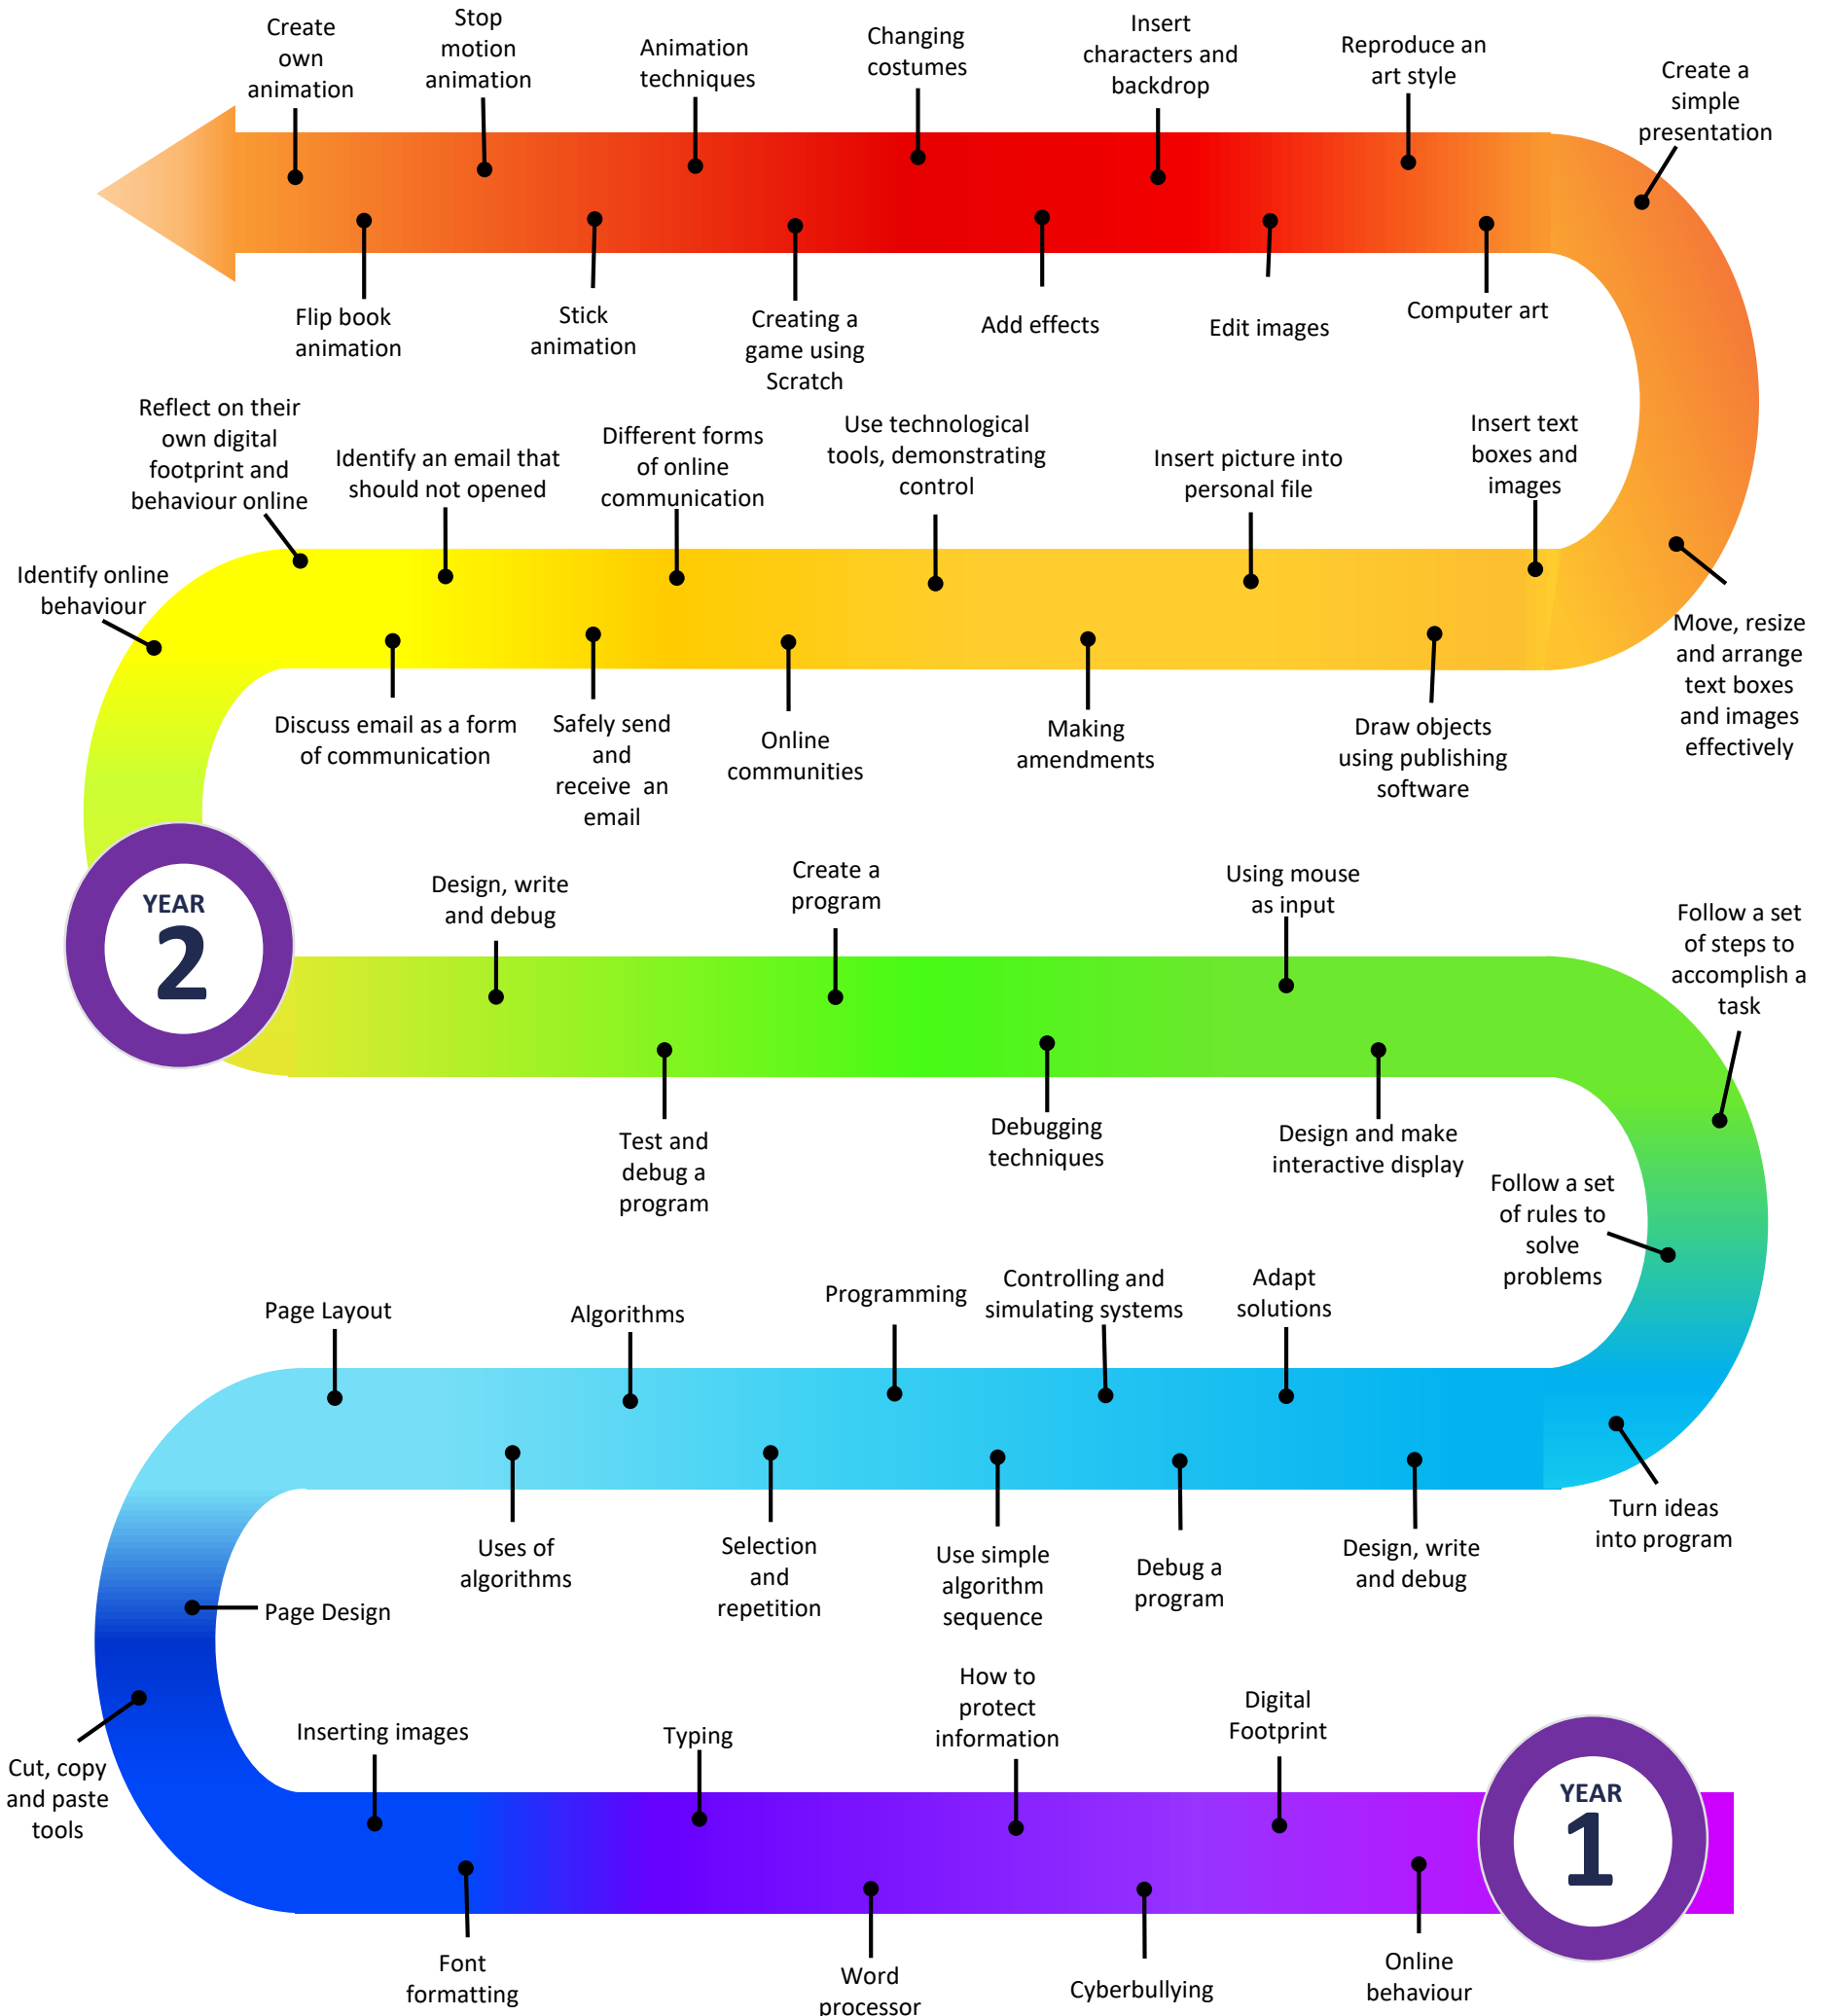 Create
own
animation
Stop
motion
animation
Animation
techniques
Changing
costumes
Insert
characters and
backdrop
Reproduce an
art style
Create a
simple
presentation
Flip book
animation
Stick
animation
Creating a
game using
Scratch
Add effects
Edit images
Computer art
Reflect on their
own digital
footprint and
behaviour online
Identify an email that
should not opened
Different forms
of online
communication
Use technological
tools, demonstrating
control
Insert picture into
personal file
Insert text
boxes and
images
Identify online
behaviour
Discuss email as a form
of communication
Safely send
and
receive an
email
Online
communities
Making
amendments
Draw objects
using publishing
software
Move, resize
and arrange
text boxes
and images
effectively
YEAR
2
Design, write
and debug
Create a
program
Using mouse
as input
Follow a set
of steps to
accomplish a
task
Test and
debug a
program
Debugging
techniques
Design and make
interactive display
Follow a set
of rules to
solve
problems
Page Layout
Algorithms
Programming
Controlling and
simulating systems
Adapt
solutions
Uses of
algorithms
Selection
and
repetition
Use simple
algorithm
sequence
Debug a
program
Design, write
and debug
Turn ideas
into program
Page Design
Cut, copy
and paste
tools
Inserting images
Typing
How to
protect
information
Digital
Footprint
YEAR
1
Font
formatting
Word
processor
Cyberbullying
Online
behaviour